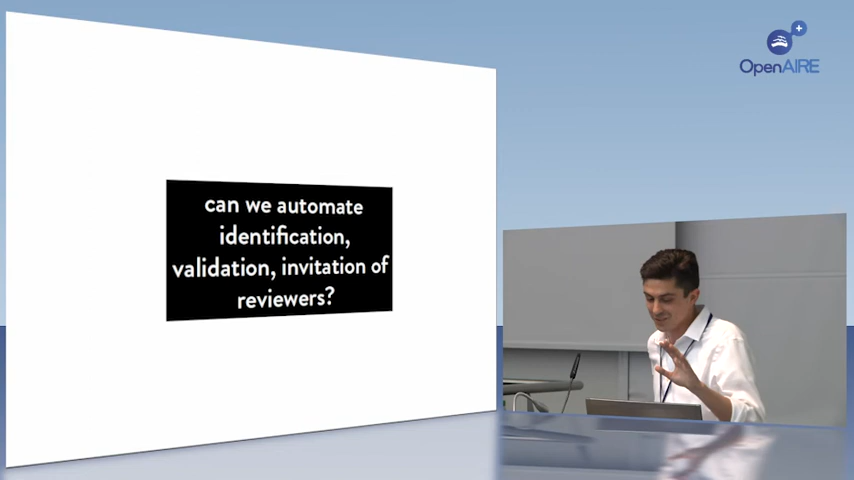 OpenAIRE
can we automate
identification,
validation, invitation of
reviewers?